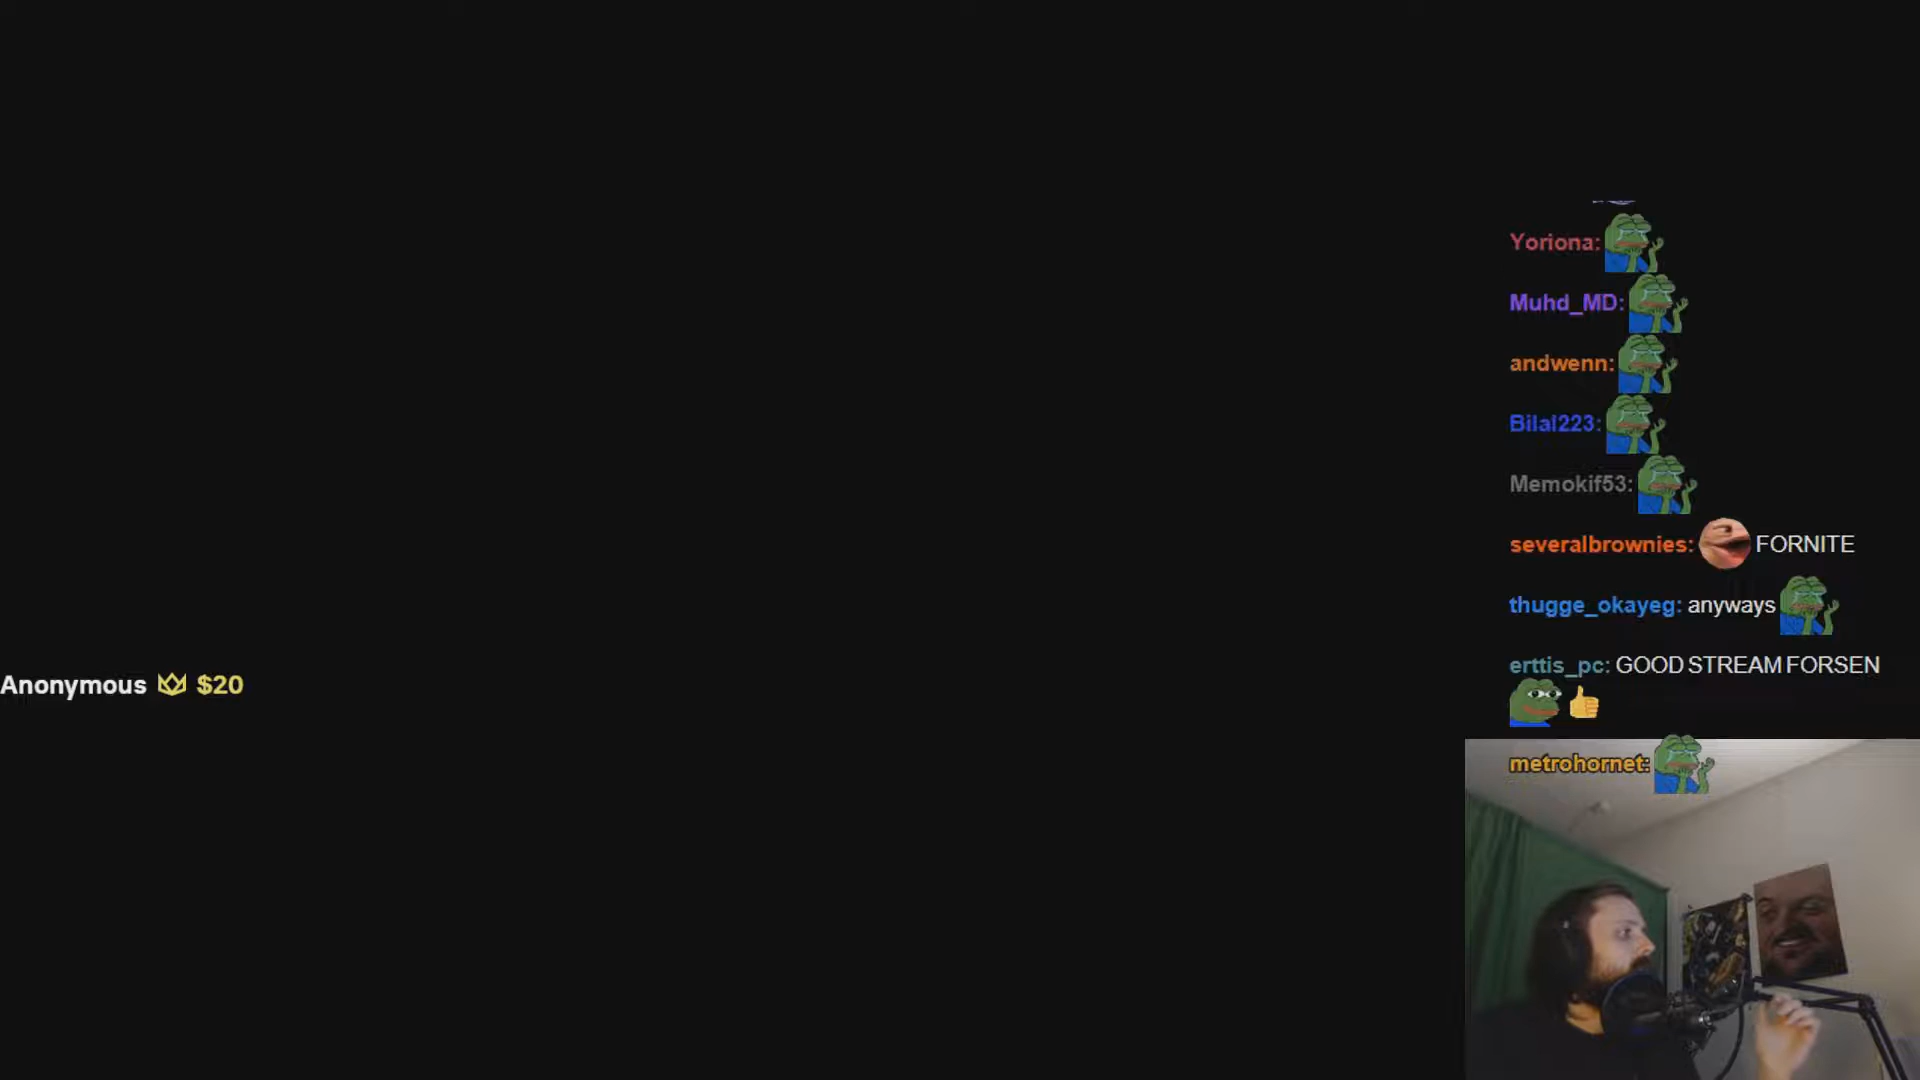 Yoriona:
Muhd_MD:
andwenn:
Bilal223:
Memokif53:
severalbrownies: FORNITE
thugge_okayeg: anyways
erttis_pc: GOOD STREAM FORSEN
Anonymous $20
metrohornet: